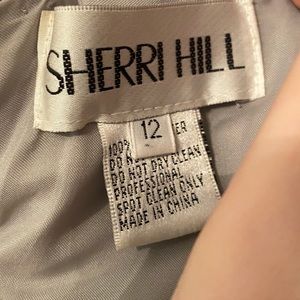 SHERRI HILL
12
100%
DO NOT DRY CLEAN
PROFESSIONAL
SPOT CLEAN ONLY
MADE IN CHINA